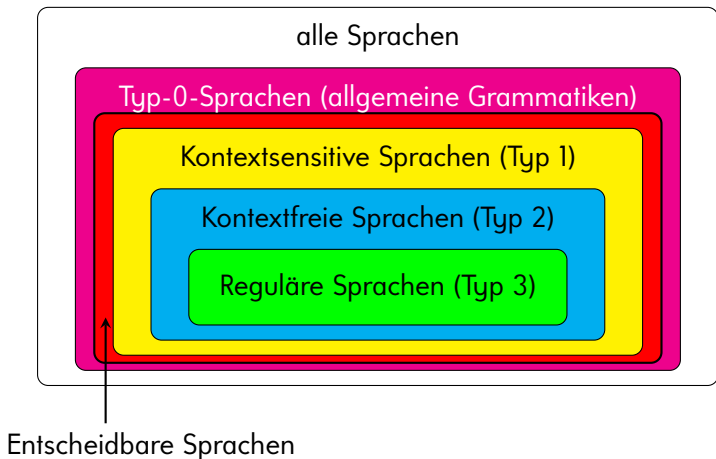 alle Sprachen
Typ-0-Sprachen (allgemeine Grammatiken)
Kontextsensitive Sprachen (Typ 1)
Kontextfreie Sprachen (Typ 2)
Reguläre Sprachen (Typ 3)
Entscheidbare Sprachen